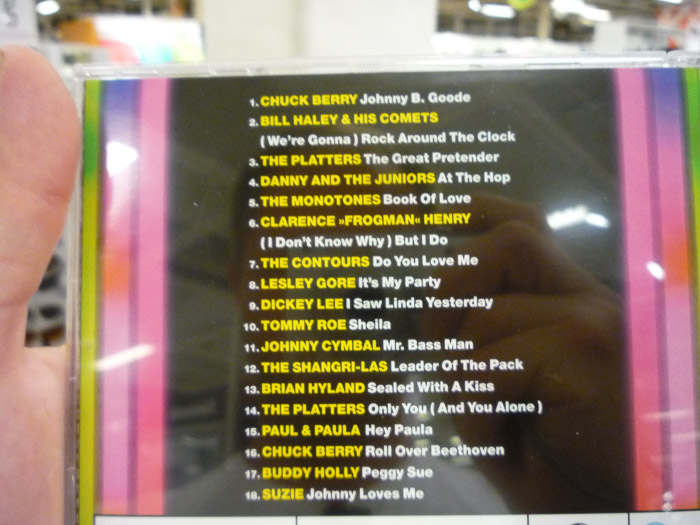 1. CHUCK BERRY Johnny B. Goode
2. BILL HALEY & HIS COMETS
( We're Gonna ) Rock Around The Clock
3. THE PLATTERS The Great Pretender
4. DANNY AND THE JUNIORS At The Hop
5. THE MONOTONES Book Of Love
6. CLARENCE »FROGMAN« HENRY
( I Don't Know Why ) But I Do
7. THE CONTOURS Do You Love Me
8. LESLEY GORE It's My Party
9. DICKEY LEE I Saw Linda Yesterday
10. TOMMY ROE Sheila
11. JOHNNY CYMBAL Mr. Bass Man
12. THE SHANGRI-LAS Leader Of The Pack
13. BRIAN HYLAND Sealed With A Kiss
14. THE PLATTERS Only You ( And You Alone )
15. PAUL & PAULA Hey Paula
16. CHUCK BERRY Roll Over Beethoven
17. BUDDY HOLLY Peggy Sue
18. SUZIE Johnny Loves Me